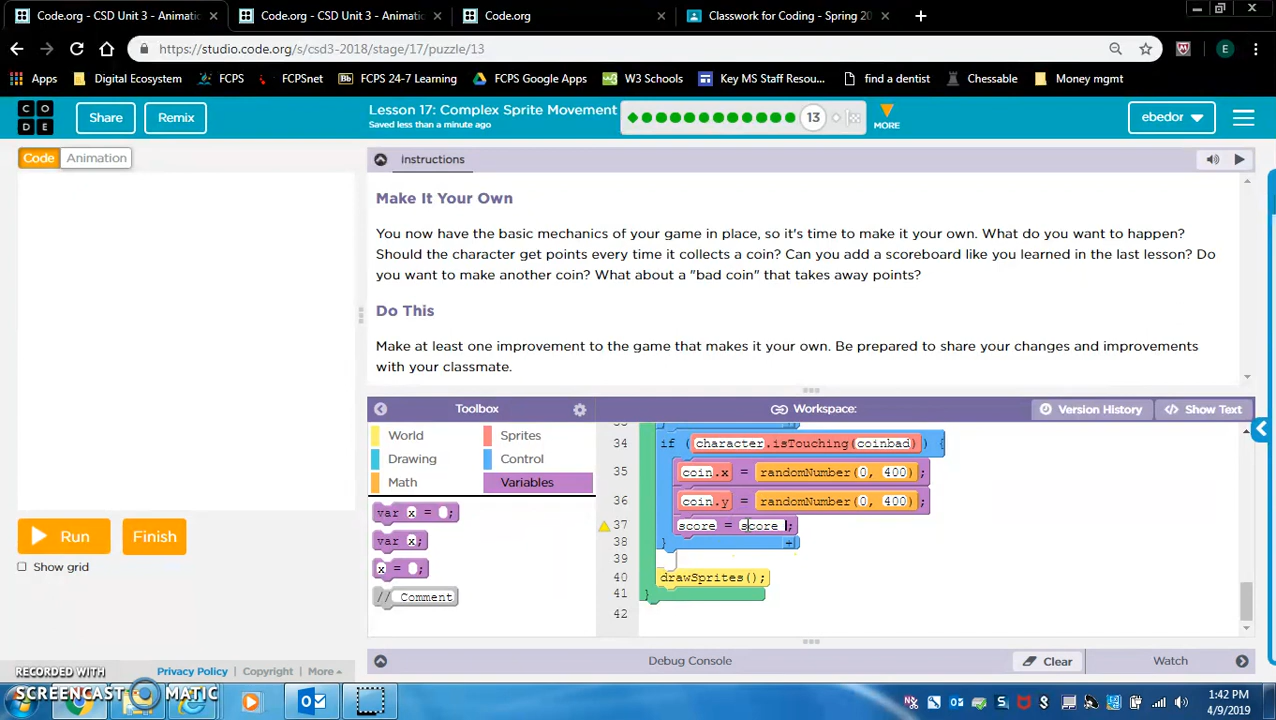 Code.org - CSD Unit 3 - Animatic
Code.org - CSD Unit 3 - Animatic
Code.org
Classwork for Coding - Spring 20
https://studio.code.org/s/csd3-2018/stage/17/puzzle/13
E
Apps
Digital Ecosystem
FCPS
FCPSnet
Bb FCPS 24-7 Learning
FCPS Google Apps
W3 Schools
Key MS Staff Resou...
find a dentist
Chessable
Money mgmt
C O D E
Share
Remix
Lesson 17: Complex Sprite Movement
Saved less than a minute ago
13
MORE
ebedor
Code
Animation
Instructions
Make It Your Own
You now have the basic mechanics of your game in place, so it's time to make it your own. What do you want to happen?
Should the character get points every time it collects a coin? Can you add a scoreboard like you learned in the last lesson? Do
you want to make another coin? What about a "bad coin" that takes away points?
Do This
Make at least one improvement to the game that makes it your own. Be prepared to share your changes and improvements
with your classmate.
Toolbox
Workspace:
Version History
</> Show Text
World
Sprites
Drawing
Control
Math
Variables
var x = ;
var x;
x = ;
// Comment
34 if (character.isTouching(coinbad)) {
35 coin.x = randomNumber(0, 400);
36 coin.y = randomNumber(0, 400);
37 score = score ;
38 }
39
40 drawSprites();
41 }
42
Run
Finish
Show grid
Debug Console
Clear
Watch
Privacy Policy
Copyright
More
RECORDED WITH
SCREENCAST MATIC
1:42 PM
4/9/2019